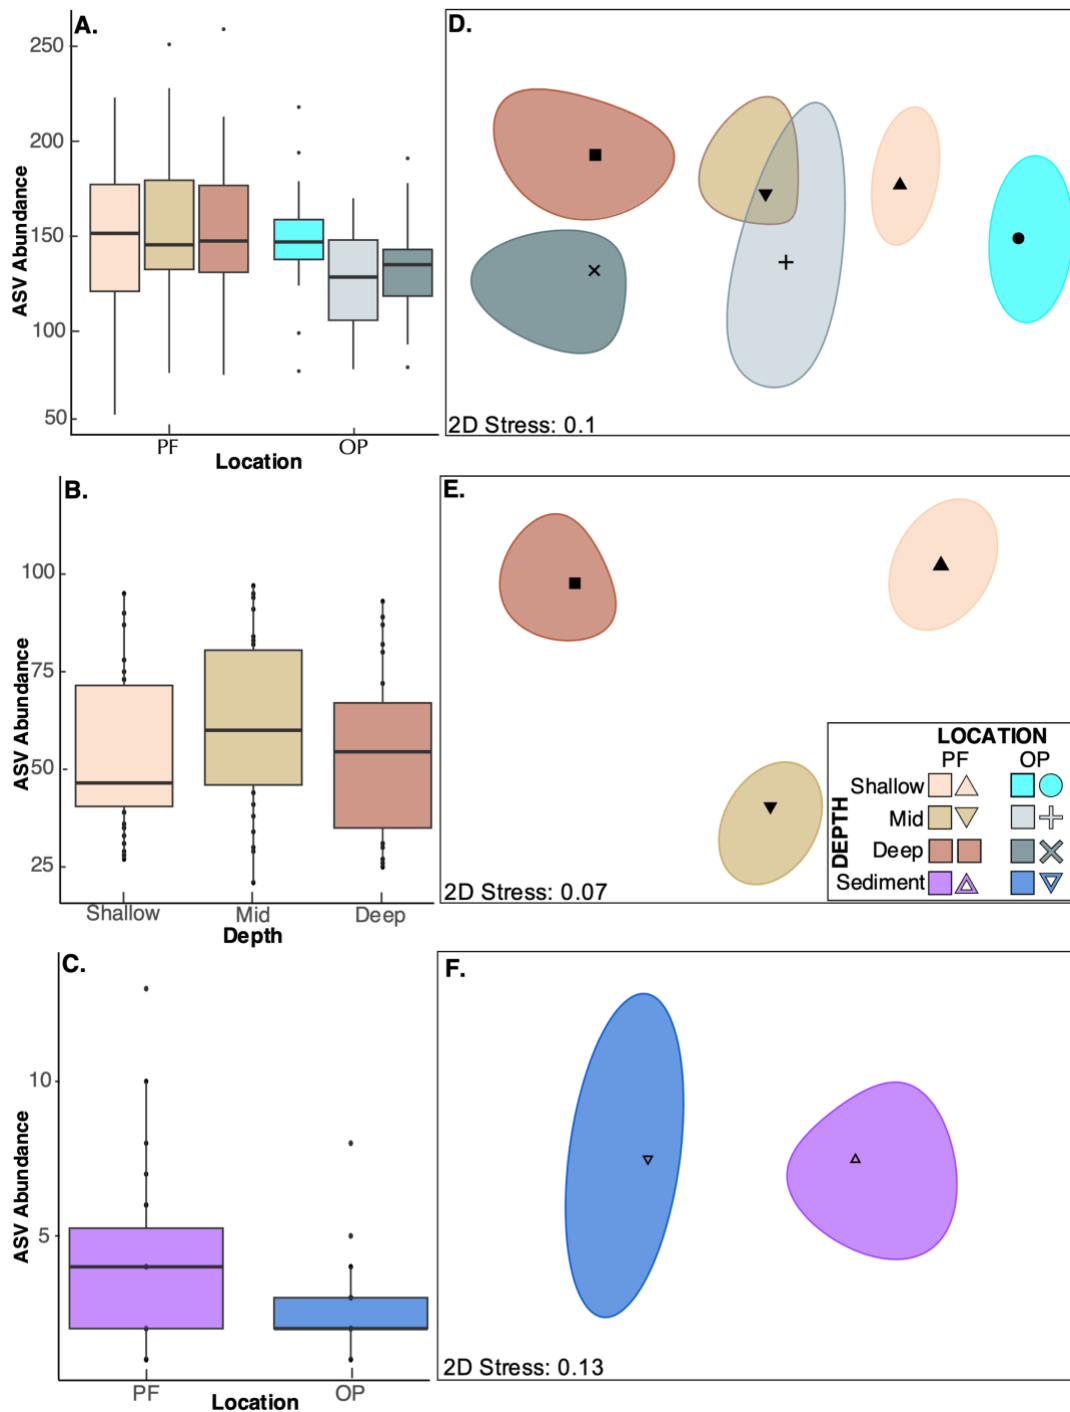 A.
250
200
150
100
50
ASV Abundance
PF
OP
Location
D.
2D Stress: 0.1
B.
100
75
50
25
ASV Abundance
Shallow
Mid
Deep
Depth
E.
2D Stress: 0.07
LOCATION
PF
OP
DEPTH
Shallow
Mid
Deep
Sediment
C.
10
5
ASV Abundance
PF
OP
Location
F.
2D Stress: 0.13